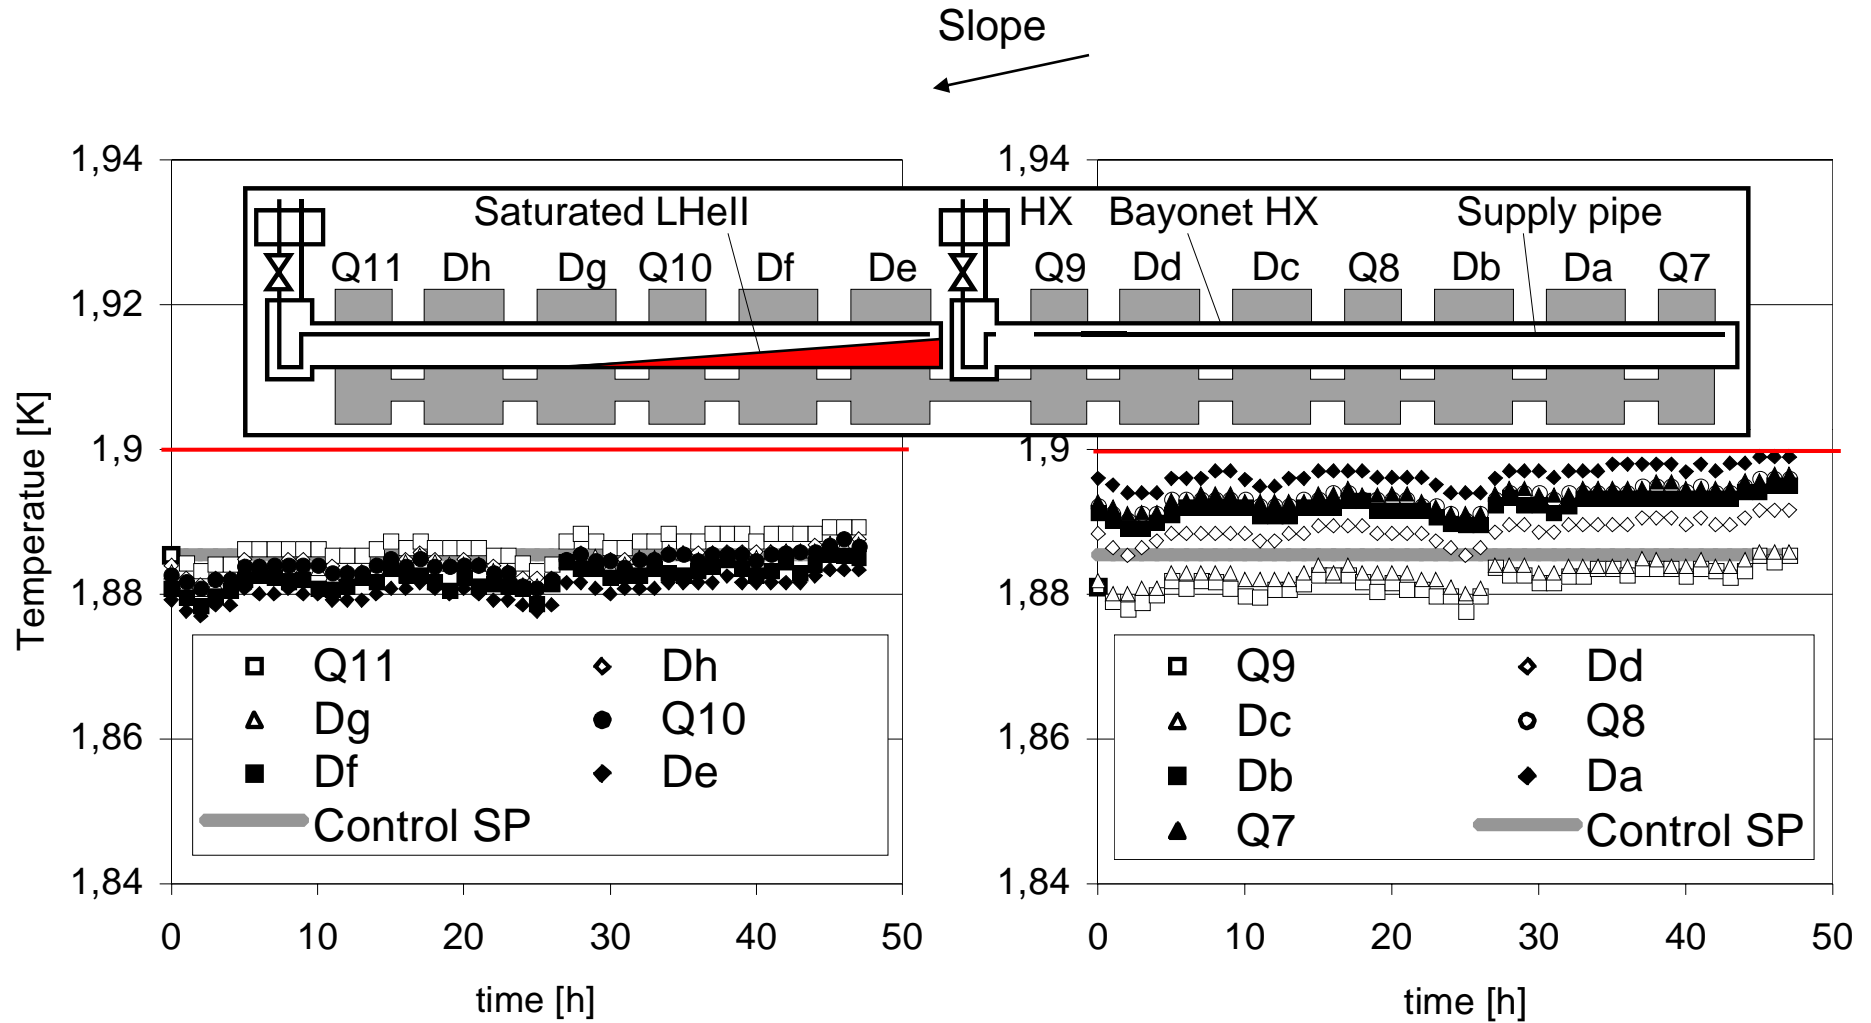 Slope
1,94
1,94
Saturated LHeII
HX
Bayonet HX
Supply pipe
Q11
Dh
Dg
Q10
Df
De
Q9
Dd
Dc
Q8
Db
Da
Q7
1,92
1,92
1,9
1,9
1,88
1,88
1,86
1,86
1,84
1,84
Temperatue [K]
Q11
Dh
Dg
Q10
Df
De
Control SP
Q9
Dd
Dc
Q8
Db
Da
Q7
Control SP
0
10
20
30
40
50
0
10
20
30
40
50
time [h]
time [h]